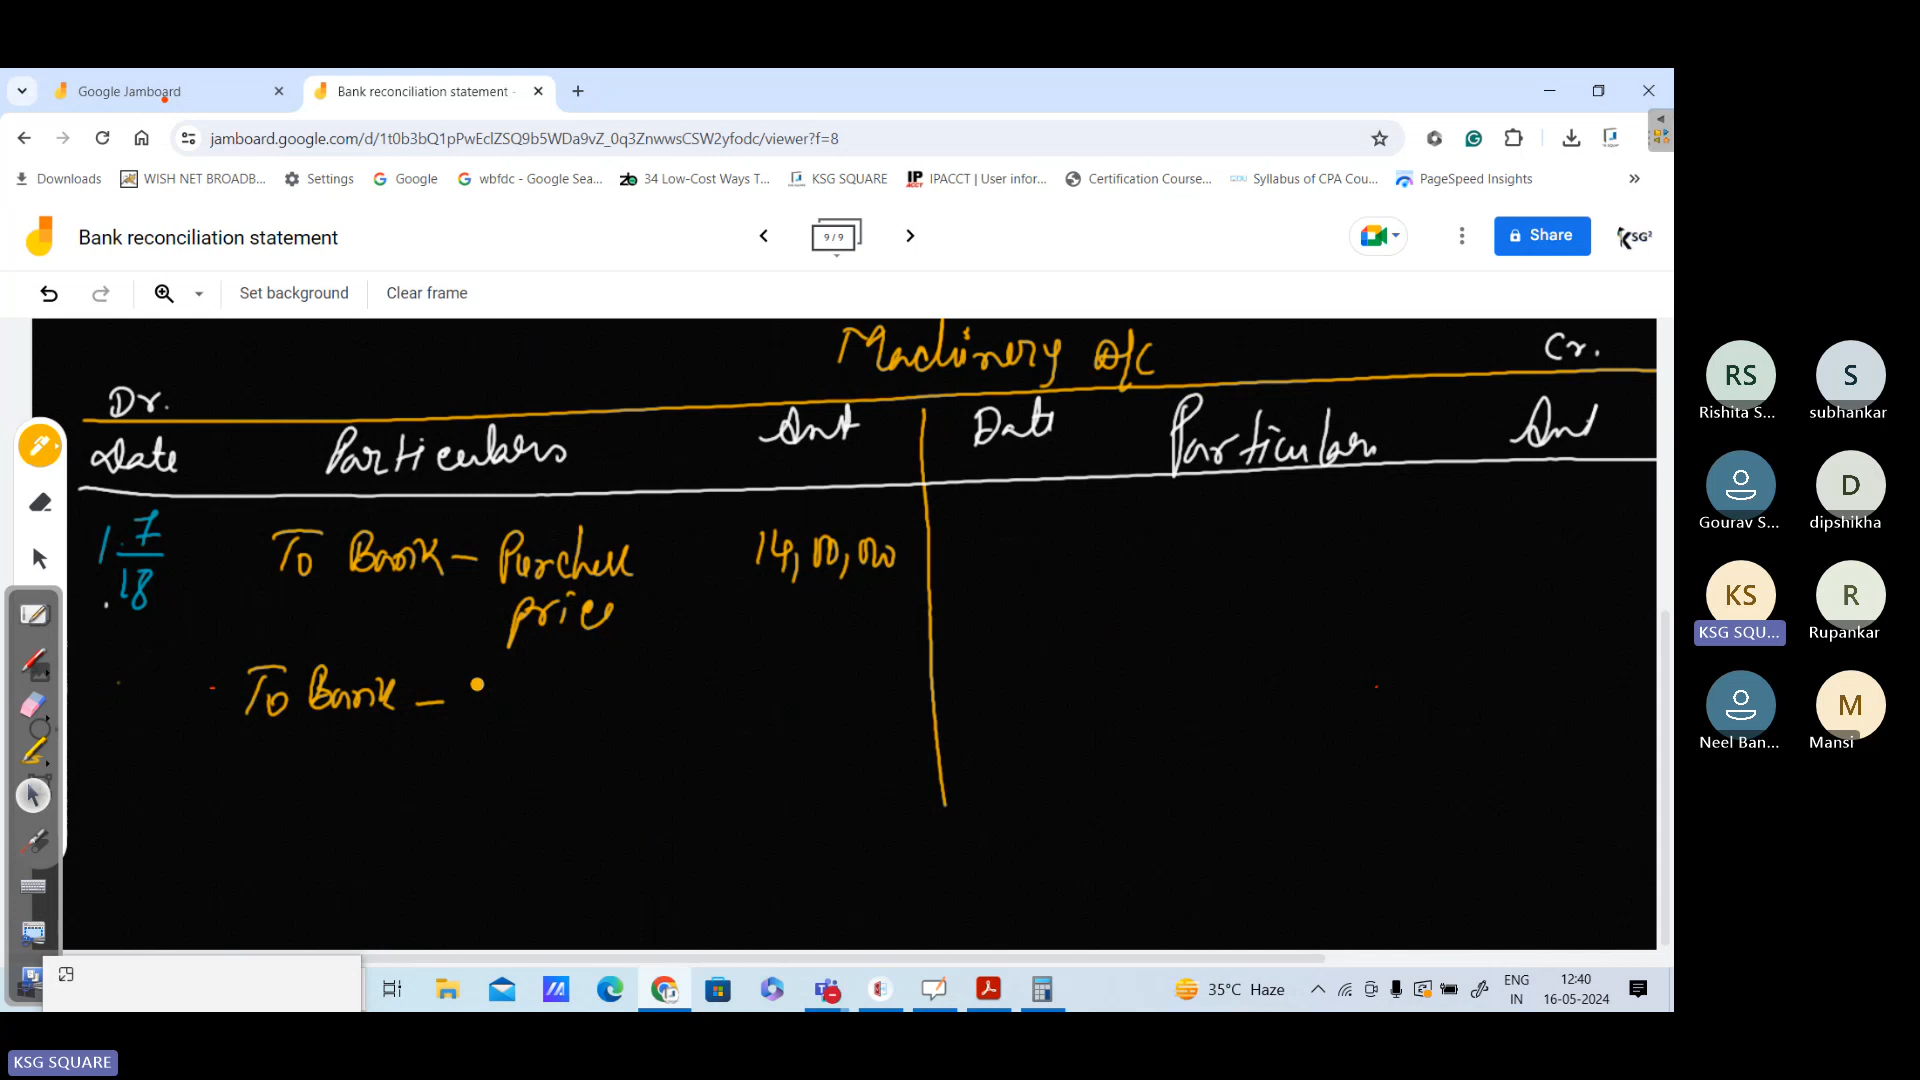 Google Jamboard
Bank reconciliation statement -
jamboard.google.com/d/1t0b3bQ1pPwEclZSQ9b5WDa9vZ_0q3ZnwwsCSW2yfodc/viewer?f=8
Downloads WISH NET BROADB... Settings Google wbfdc - Google Sea... 34 Low-Cost Ways T... KSG SQUARE IPACCT | User infor... Certification Course... Syllabus of CPA Cou... PageSpeed Insights
Bank reconciliation statement
9 / 9
Share
KSG²
Set background Clear frame
Machinery A/C
Dr. Cr.
Date Particulars Amt Date Particulars Amt
1.7/18 To Bank – Purchase 14,00,000
price
To Bank –
RS S
Rishita S... subhankar
D
Gourav S... dipshikha
KS R
KSG SQU... Rupankar
M
Neel Ban... Mansi
35°C Haze
ENG
IN
12:40
16-05-2024
KSG SQUARE